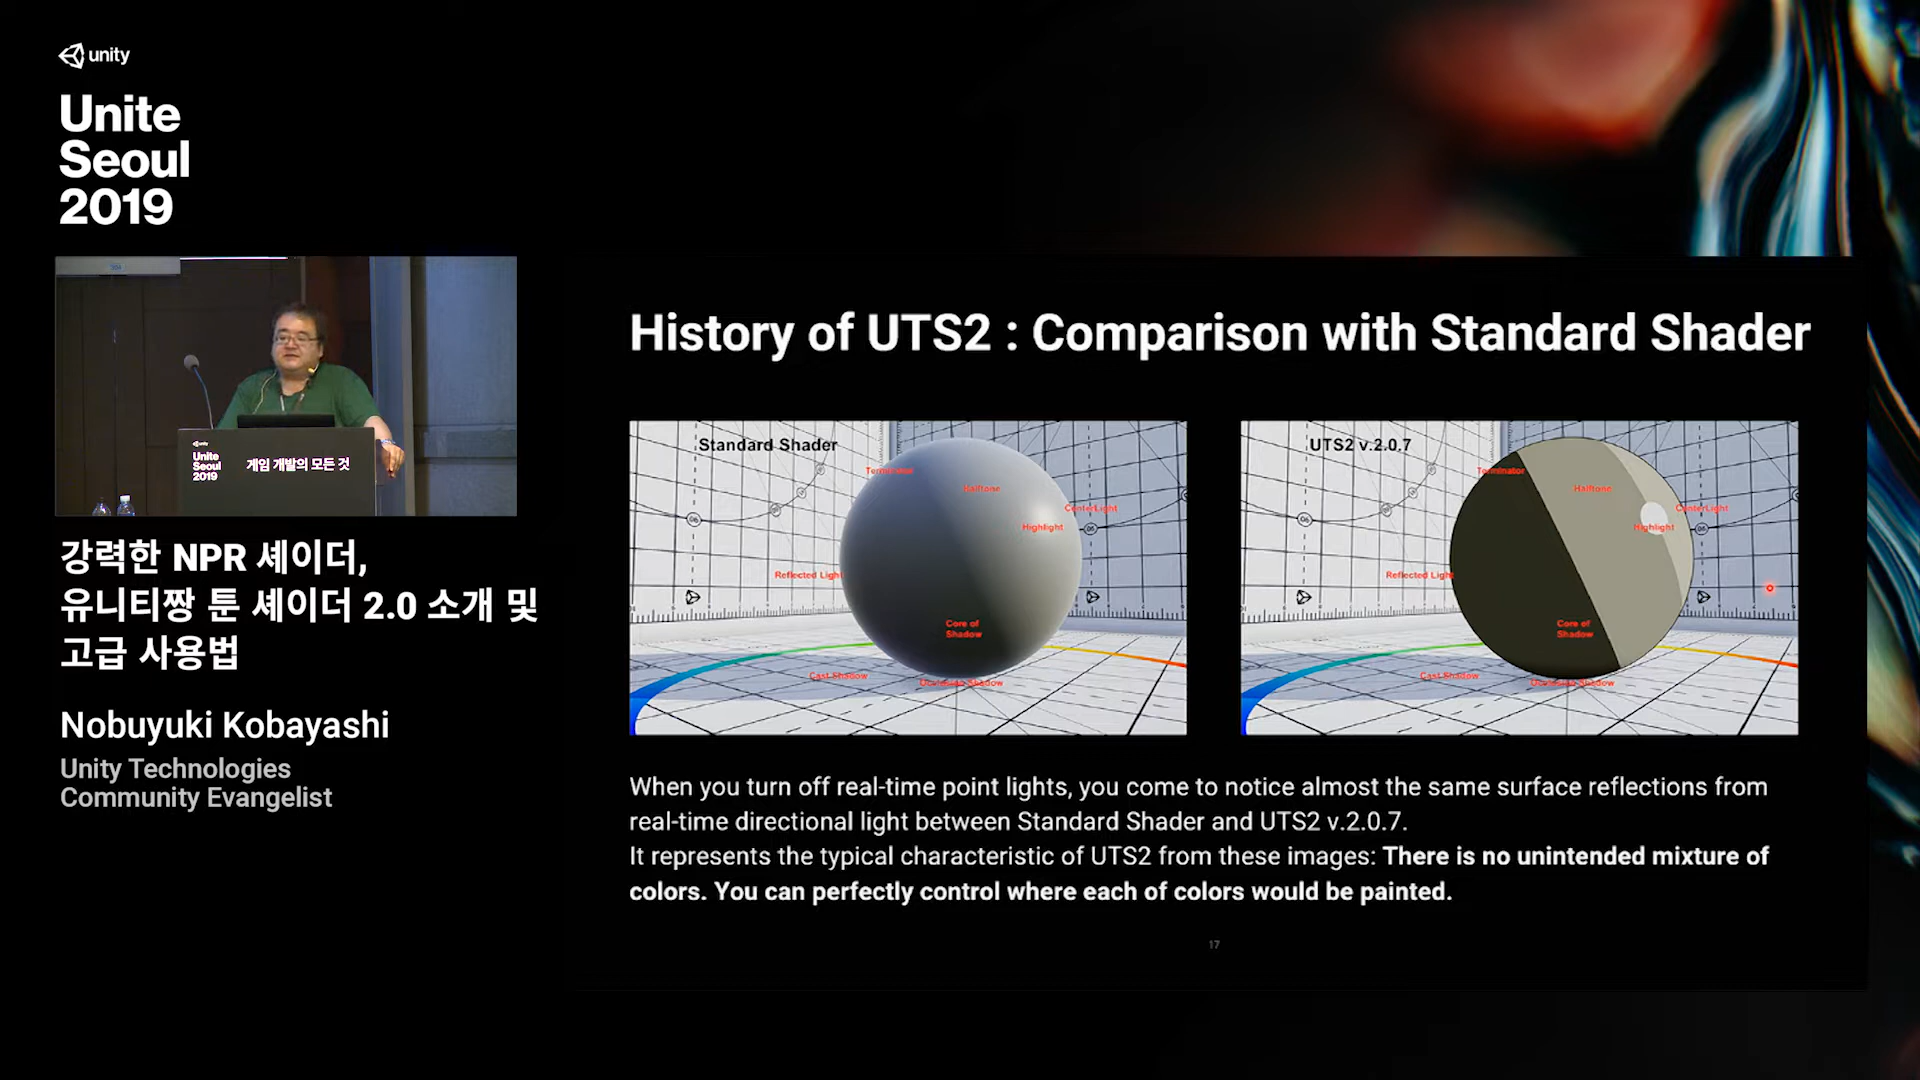 unity
Unite
Seoul
2019
unity
Unite
Seoul
2019
게임 개발의 모든 것
강력한 NPR 셰이더,
유니티짱 툰 셰이더 2.0 소개 및
고급 사용법
Nobuyuki Kobayashi
Unity Technologies
Community Evangelist
History of UTS2 : Comparison with Standard Shader
Standard Shader
Terminator
Halftone
CenterLight
Highlight
Reflected Light
Core of
Shadow
Cast Shadow
Occlusion Shadow
UTS2 v.2.0.7
Terminator
Halftone
CenterLight
Highlight
Reflected Light
Core of
Shadow
Cast Shadow
Occlusion Shadow
When you turn off real-time point lights, you come to notice almost the same surface reflections from
real-time directional light between Standard Shader and UTS2 v.2.0.7.
It represents the typical characteristic of UTS2 from these images: There is no unintended mixture of
colors. You can perfectly control where each of colors would be painted.
17